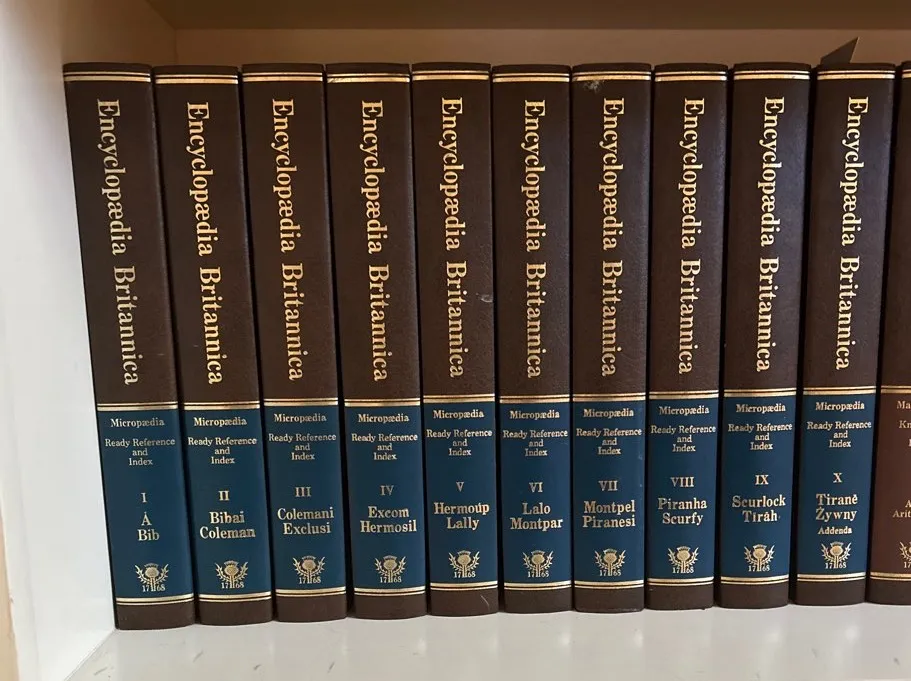 Encyclopædia Britannica
Micropædia
Ready Reference
and
Index
I
À
Bib
1768
Encyclopædia Britannica
Micropædia
Ready Reference
and
Index
II
Bibai
Coleman
1768
Encyclopædia Britannica
Micropædia
Ready Reference
and
Index
III
Colemani
Exclusi
1768
Encyclopædia Britannica
Micropædia
Ready Reference
and
Index
IV
Excom
Hermosil
1768
Encyclopædia Britannica
Micropædia
Ready Reference
and
Index
V
Hermoúp
Lally
1768
Encyclopædia Britannica
Micropædia
Ready Reference
and
Index
VI
Lalo
Montpar
1768
Encyclopædia Britannica
Micropædia
Ready Reference
and
Index
VII
Montpel
Piranesi
1768
Encyclopædia Britannica
Micropædia
Ready Reference
and
Index
VIII
Piranha
Scurfy
1768
Encyclopædia Britannica
Micropædia
Ready Reference
and
Index
IX
Scurlock
Tirah
1768
Encyclopædia Britannica
Micropædia
Ready Reference
and
Index
X
Tiranë
Żywny
Addenda
1768